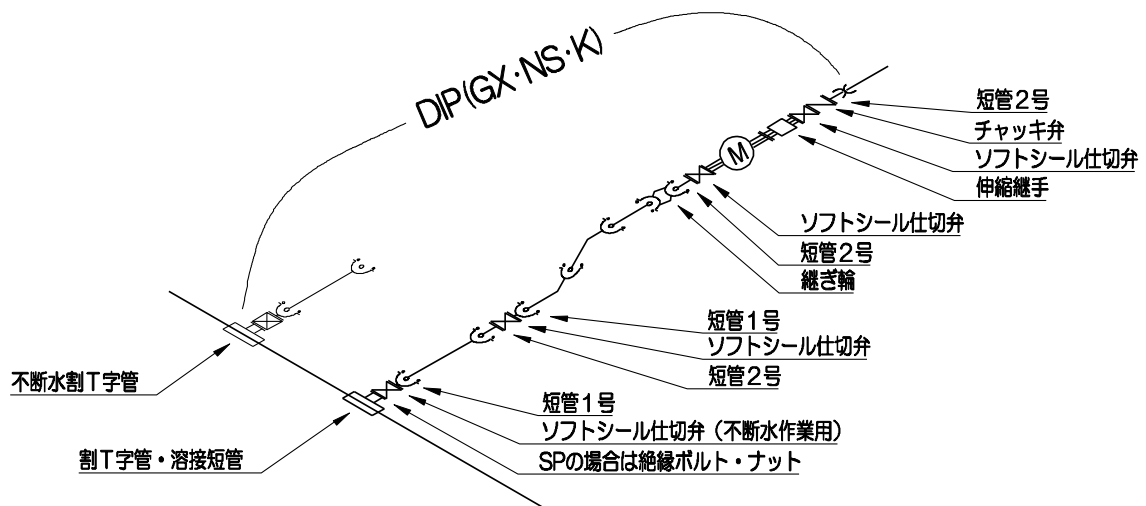 DIP(GX・NS・K)
短管2号
チャッキ弁
ソフトシール仕切弁
伸縮継手
M
ソフトシール仕切弁
短管2号
継ぎ輪
短管1号
ソフトシール仕切弁
短管2号
不断水割T字管
短管1号
ソフトシール仕切弁(不断水作業用)
割T字管・溶接短管
SPの場合は絶縁ボルト・ナット